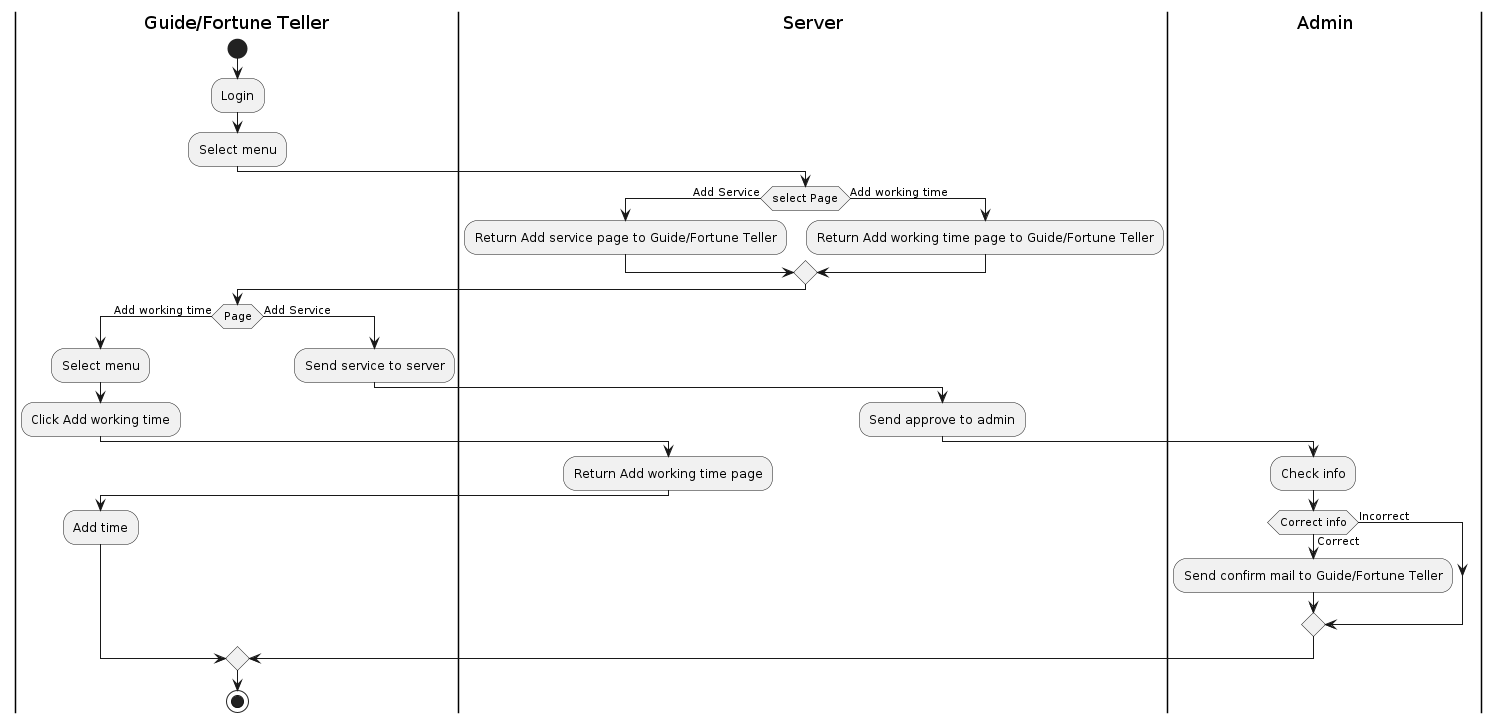 Guide/Fortune Teller
Server
Admin
Login
Select menu
Add Service
select Page
Add working time
Return Add service page to Guide/Fortune Teller
Return Add working time page to Guide/Fortune Teller
Add working time
Page
Add Service
Select menu
Send service to server
Click Add working time
Send approve to admin
Return Add working time page
Check info
Add time
Correct info
Incorrect
Correct
Send confirm mail to Guide/Fortune Teller